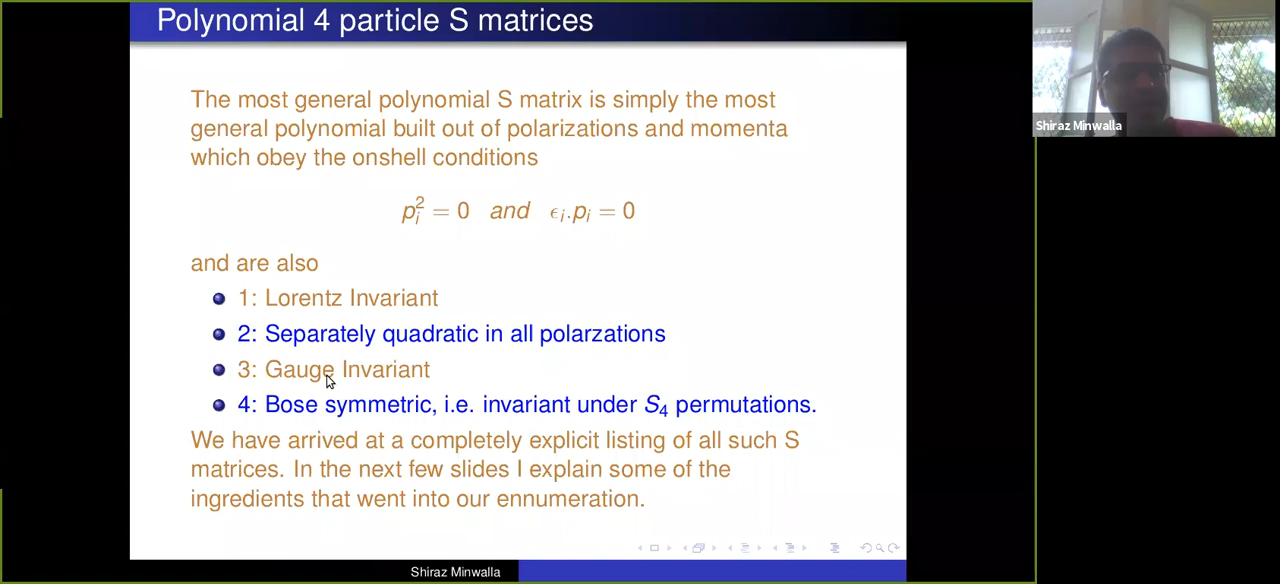 Polynomial 4 particle S matrices
Shiraz Minwalla
The most general polynomial S matrix is simply the most
general polynomial built out of polarizations and momenta
which obey the onshell conditions
p_i^2 = 0 and ϵ_i.p_i = 0
and are also
1: Lorentz Invariant
2: Separately quadratic in all polarzations
3: Gauge Invariant
4: Bose symmetric, i.e. invariant under S_4 permutations.
We have arrived at a completely explicit listing of all such S
matrices. In the next few slides I explain some of the
ingredients that went into our ennumeration.
Shiraz Minwalla